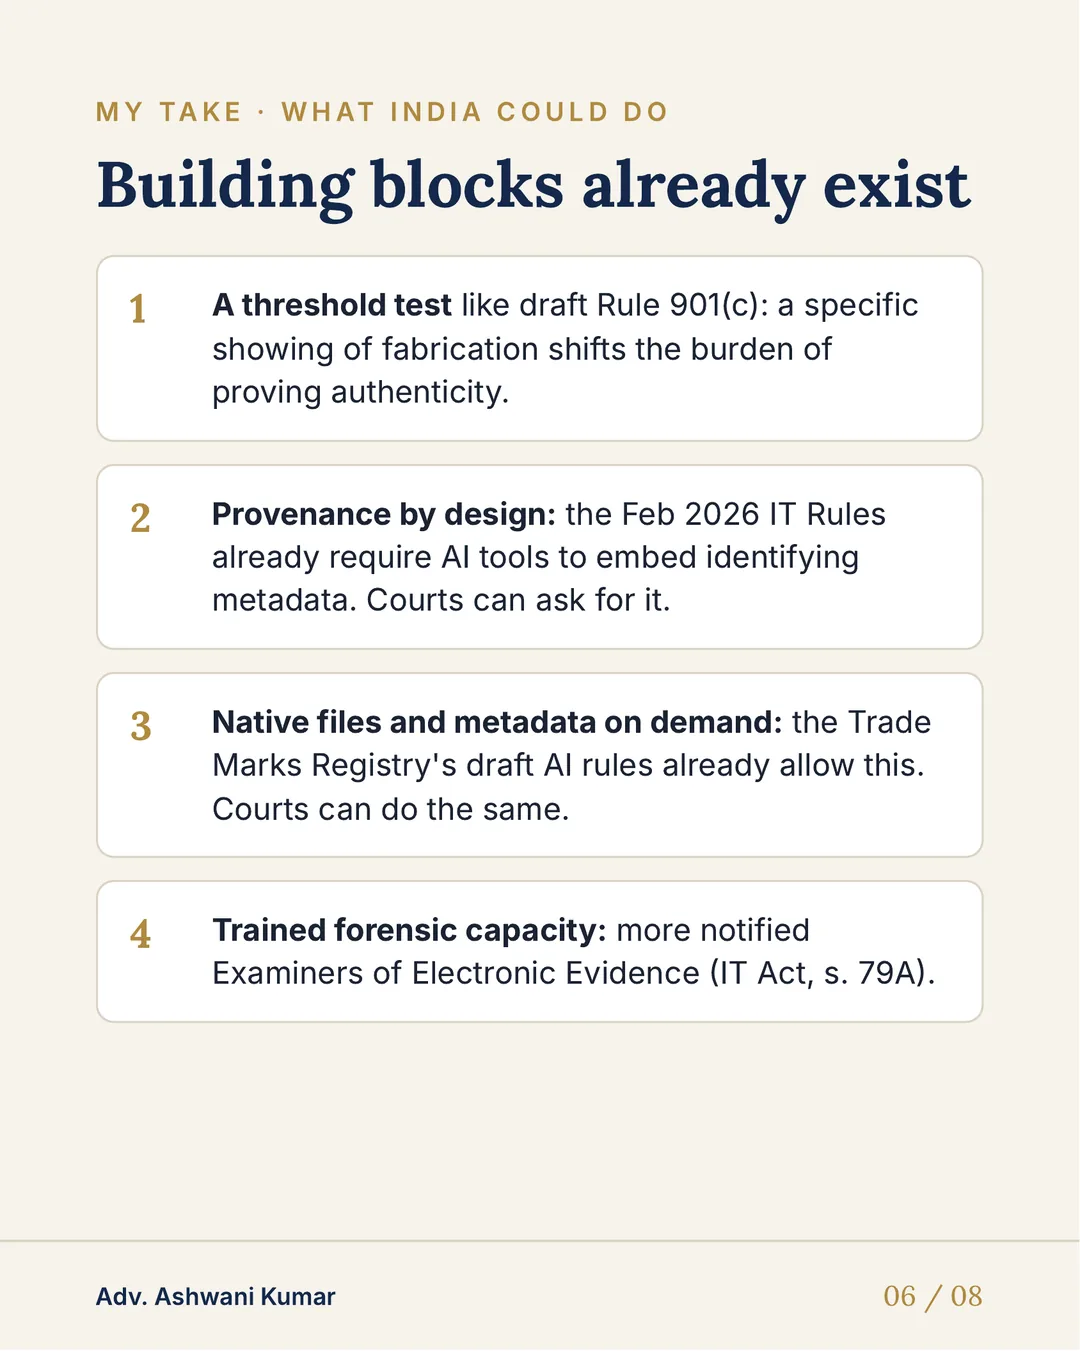 MY TAKE · WHAT INDIA COULD DO
Building blocks already exist
1
A threshold test like draft Rule 901(c): a specific
showing of fabrication shifts the burden of
proving authenticity.
2
Provenance by design: the Feb 2026 IT Rules
already require AI tools to embed identifying
metadata. Courts can ask for it.
3
Native files and metadata on demand: the Trade
Marks Registry's draft AI rules already allow this.
Courts can do the same.
4
Trained forensic capacity: more notified
Examiners of Electronic Evidence (IT Act, s. 79A).
Adv. Ashwani Kumar
06 / 08